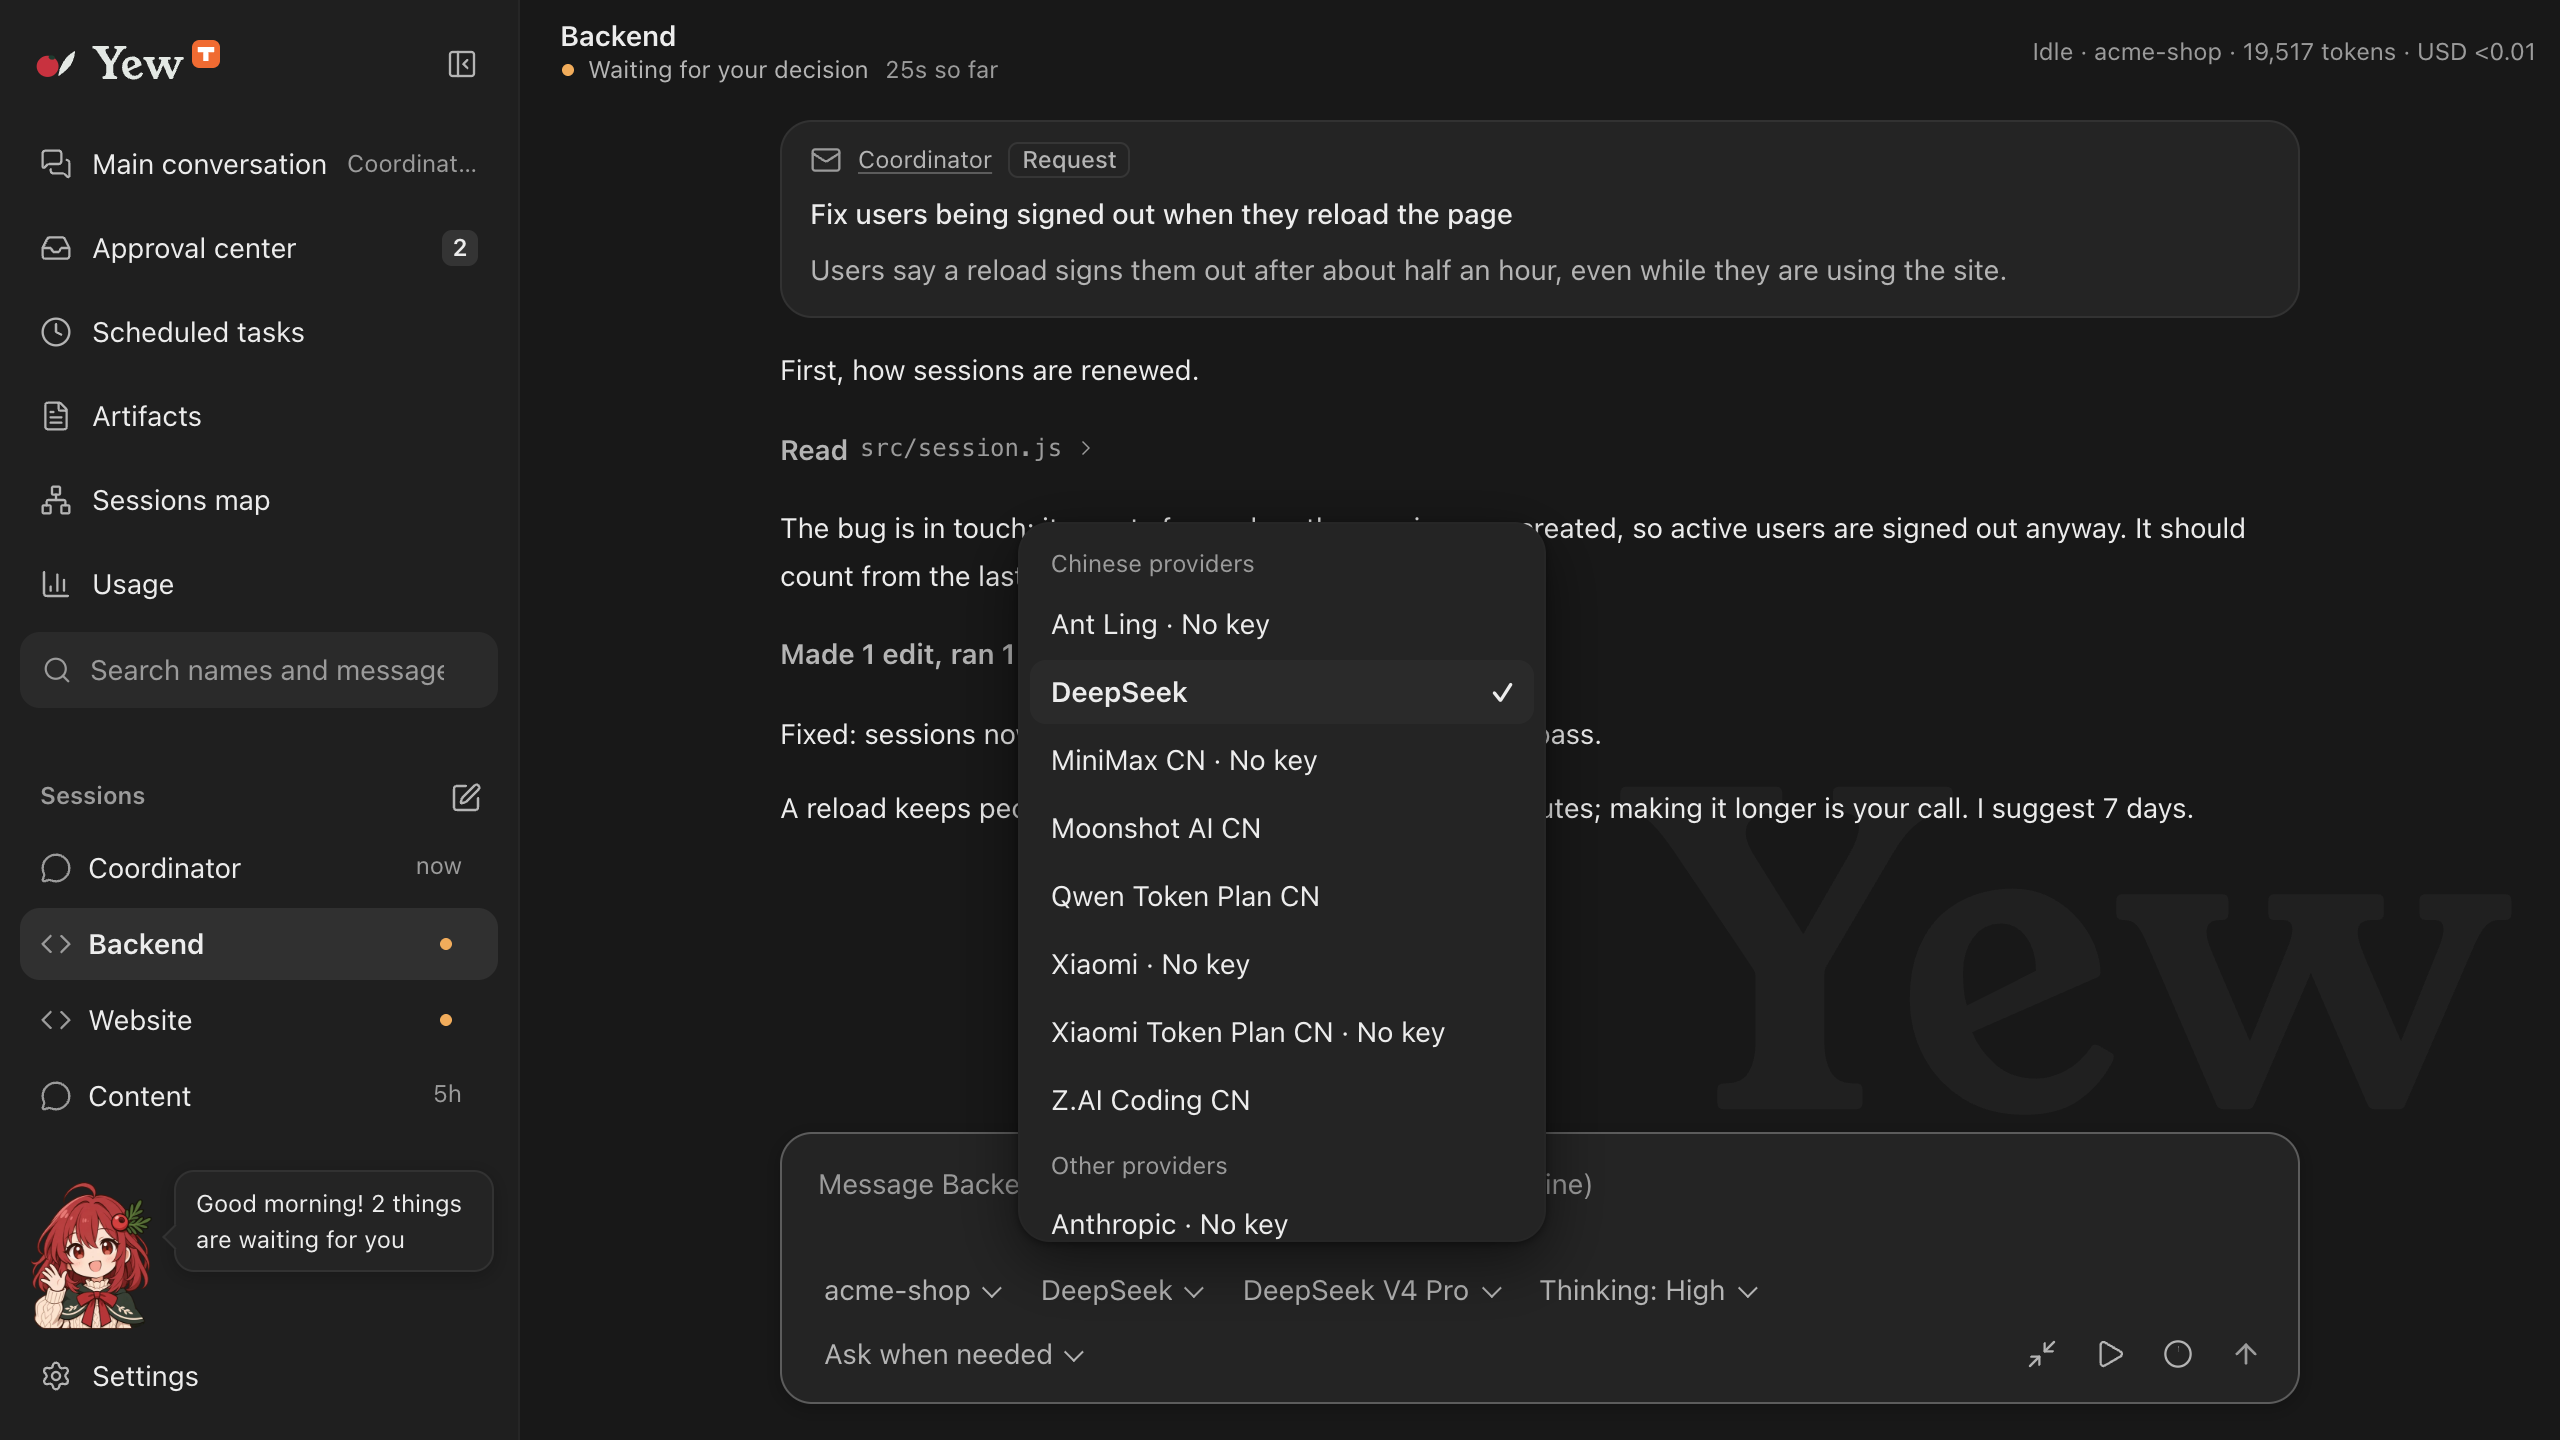 Yew T
Main conversation Coordinat...
Approval center 2
Scheduled tasks
Artifacts
Sessions map
Usage
Search names and message
Sessions
Coordinator now
Backend
Website
Content 5h
Good morning! 2 things
are waiting for you
Settings
Backend
Waiting for your decision 25s so far
Idle · acme-shop · 19,517 tokens · USD <0.01
Coordinator Request
Fix users being signed out when they reload the page
Users say a reload signs them out after about half an hour, even while they are using the site.
First, how sessions are renewed.
Read src/session.js
The bug is in touch: created, so active users are signed out anyway. It should
count from the last
Made 1 edit, ran 1
Fixed: sessions pass.
A reload keeps making it longer is your call. I suggest 7 days.
Chinese providers
Ant Ling · No key
DeepSeek
MiniMax CN · No key
Moonshot AI CN
Qwen Token Plan CN
Xiaomi · No key
Xiaomi Token Plan CN · No key
Z.AI Coding CN
Other providers
Anthropic · No key
Yew
Message
acme-shop DeepSeek DeepSeek V4 Pro Thinking: High
Ask when needed